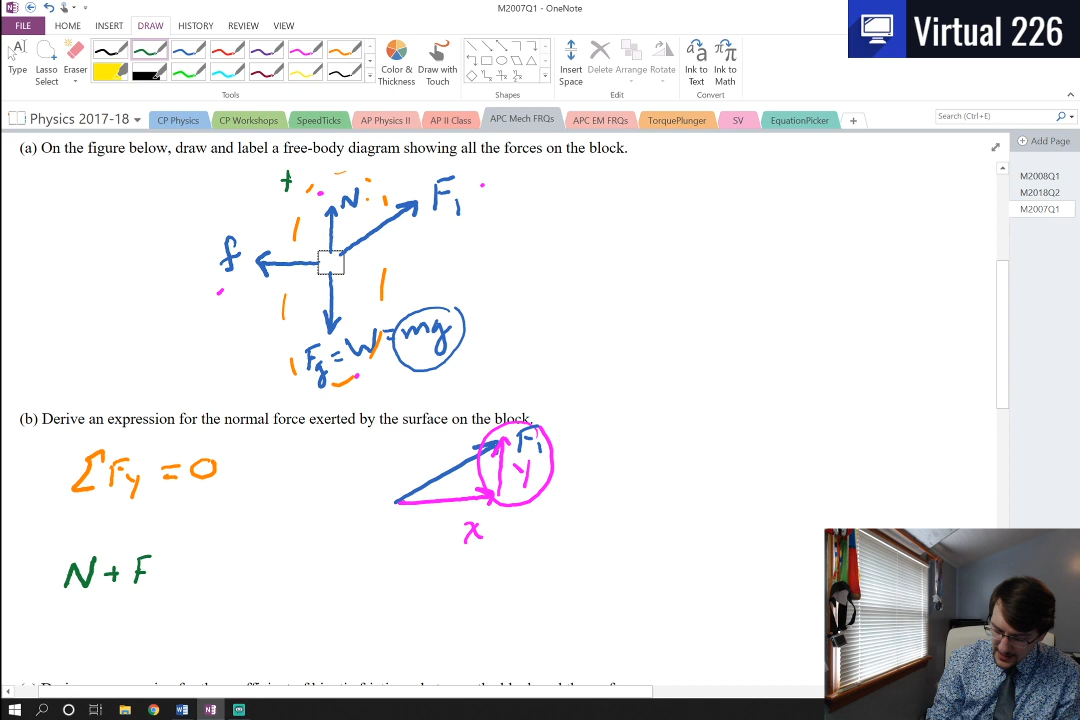 M2007Q1 - OneNote
Virtual 226
FILE HOME INSERT DRAW HISTORY REVIEW VIEW
Type Lasso Select Eraser Color & Thickness Draw with Touch Insert Space Delete Arrange Rotate Ink to Text Ink to Math
Tools Shapes Edit Convert
Physics 2017-18 CP Physics CP Workshops SpeedTicks AP Physics II AP II Class APC Mech FRQs APC EM FRQs TorquePlunger SV EquationPicker Search (Ctrl+E)
Add Page
M2008Q1
M2018Q2
M2007Q1
(a) On the figure below, draw and label a free-body diagram showing all the forces on the block.
+
N
F₁
f
Fg = W = mg
(b) Derive an expression for the normal force exerted by the surface on the block.
ΣFy = 0
F₁
y
x
N + F